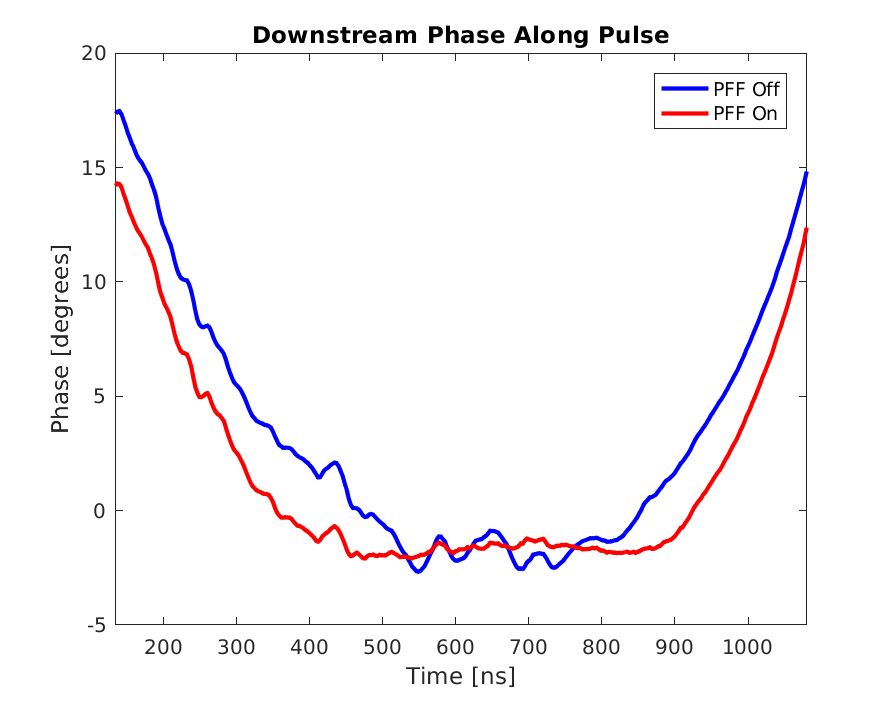 Downstream Phase Along Pulse
20
15
10
5
0
-5
Phase [degrees]
PFF Off
PFF On
200 300 400 500 600 700 800 900 1000
Time [ns]